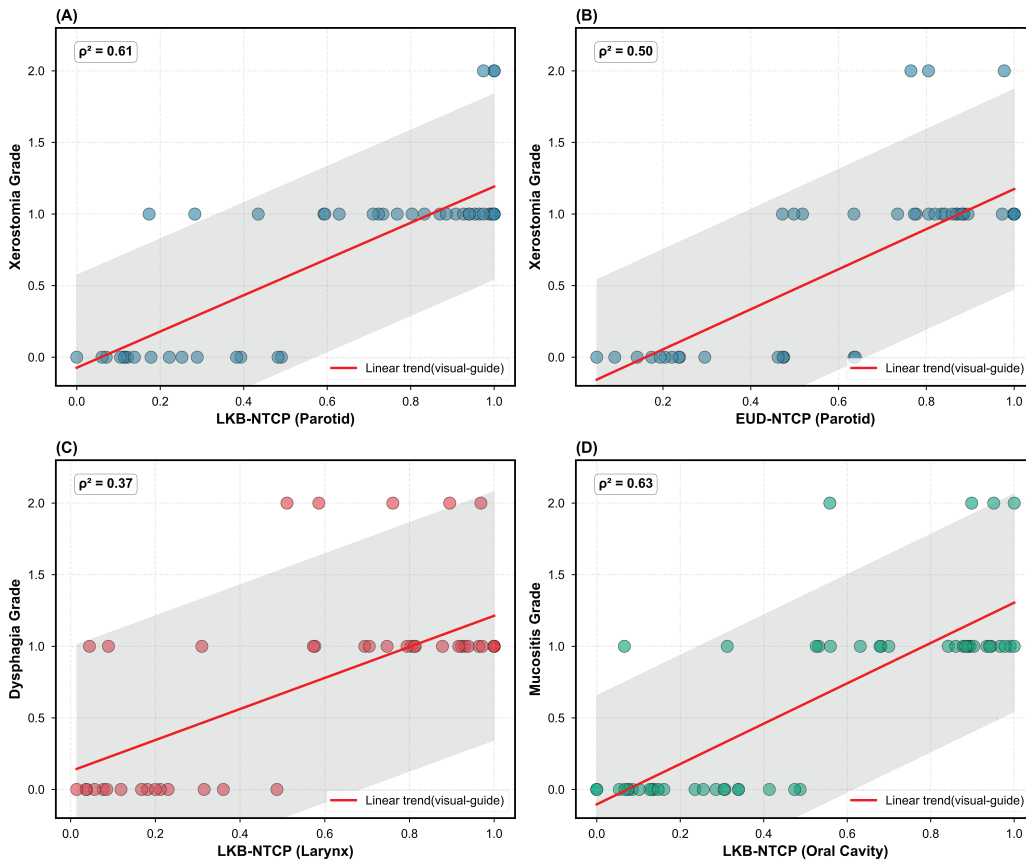 (A)
ρ² = 0.61
Xerostomia Grade
2.0
1.5
1.0
0.5
0.0
Linear trend(visual-guide)
0.0 0.2 0.4 0.6 0.8 1.0
LKB-NTCP (Parotid)
(B)
ρ² = 0.50
Xerostomia Grade
2.0
1.5
1.0
0.5
0.0
Linear trend(visual-guide)
0.2 0.4 0.6 0.8 1.0
EUD-NTCP (Parotid)
(C)
ρ² = 0.37
Dysphagia Grade
2.0
1.5
1.0
0.5
0.0
Linear trend(visual-guide)
0.0 0.2 0.4 0.6 0.8 1.0
LKB-NTCP (Larynx)
(D)
ρ² = 0.63
Mucositis Grade
2.0
1.5
1.0
0.5
0.0
Linear trend(visual-guide)
0.0 0.2 0.4 0.6 0.8 1.0
LKB-NTCP (Oral Cavity)